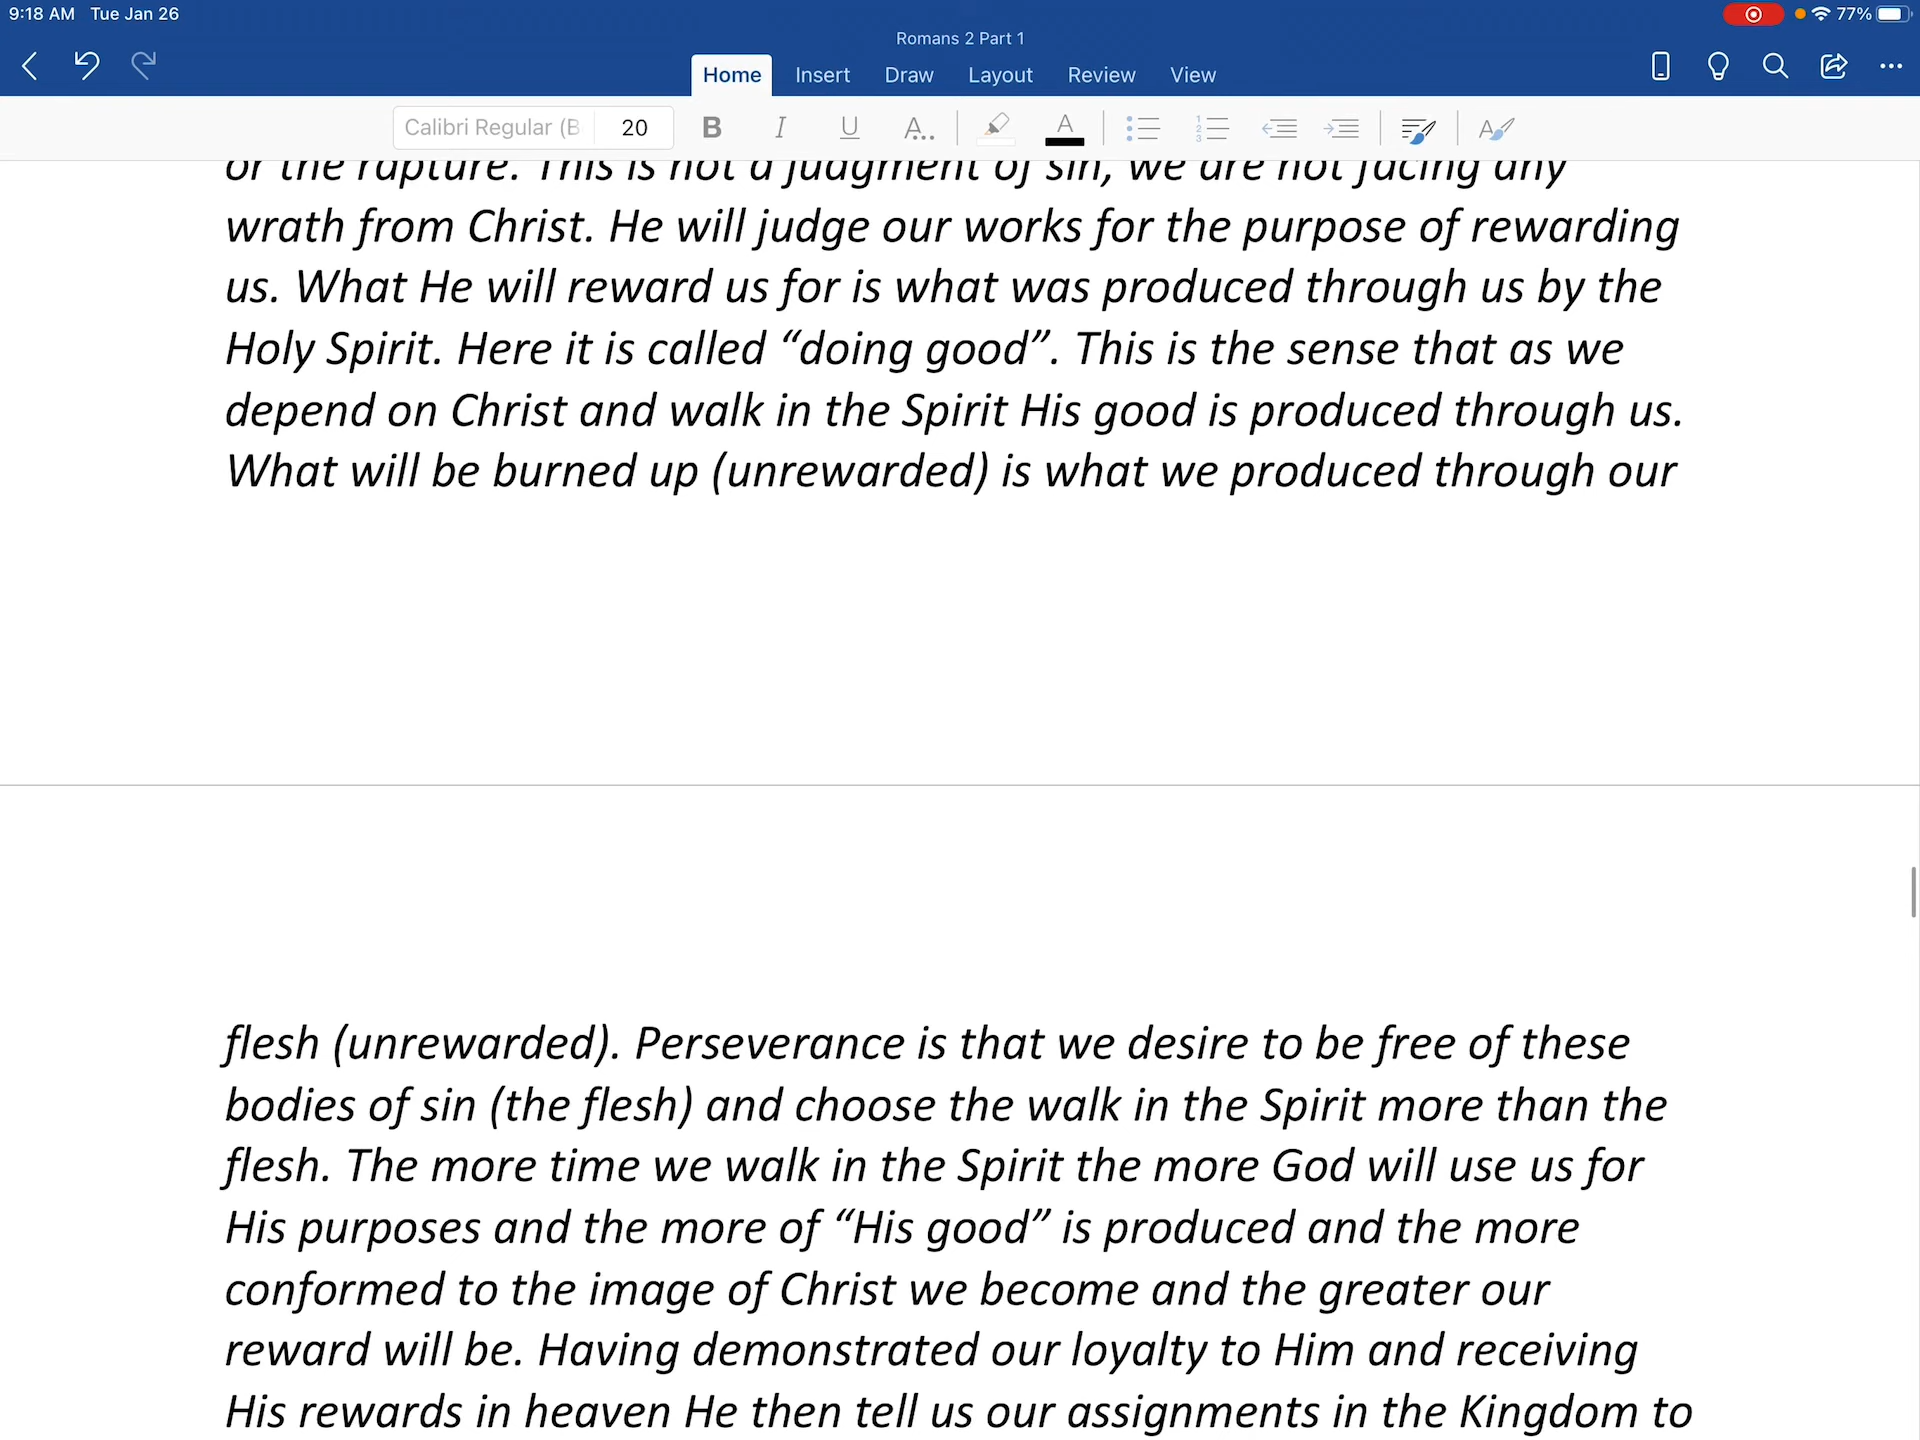 9:18 AM Tue Jan 26
77%
Romans 2 Part 1
Home Insert Draw Layout Review View
Calibri Regular (B 20 B I U A.. A A
or the rapture. This is not a judgment of sin, we are not facing any
wrath from Christ. He will judge our works for the purpose of rewarding
us. What He will reward us for is what was produced through us by the
Holy Spirit. Here it is called “doing good”. This is the sense that as we
depend on Christ and walk in the Spirit His good is produced through us.
What will be burned up (unrewarded) is what we produced through our
flesh (unrewarded). Perseverance is that we desire to be free of these
bodies of sin (the flesh) and choose the walk in the Spirit more than the
flesh. The more time we walk in the Spirit the more God will use us for
His purposes and the more of “His good” is produced and the more
conformed to the image of Christ we become and the greater our
reward will be. Having demonstrated our loyalty to Him and receiving
His rewards in heaven He then tell us our assignments in the Kingdom to